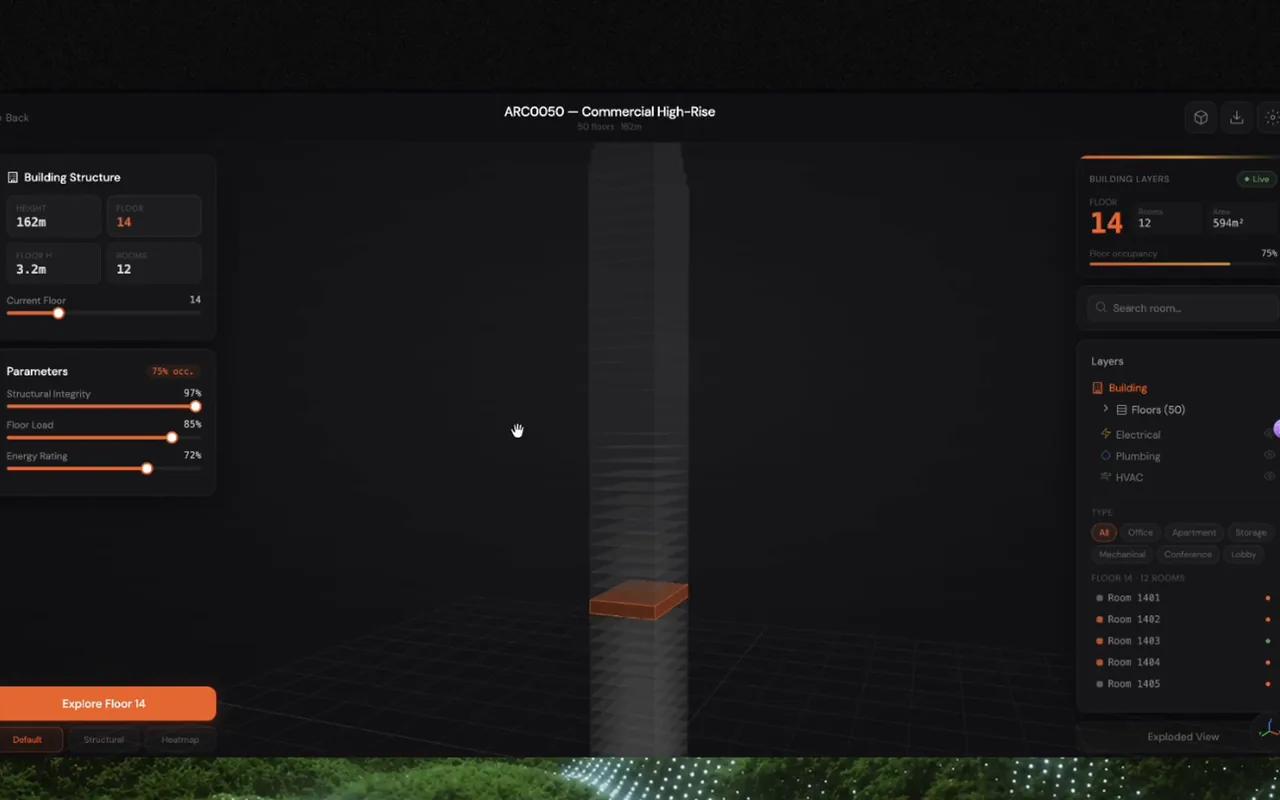 Back
ARC0050 — Commercial High-Rise
50 floors 162m
Building Structure
HEIGHT
162m
FLOOR
14
FLOOR H
3.2m
ROOMS
12
Current Floor 14
Parameters 75% occ.
Structural Integrity 97%
Floor Load 85%
Energy Rating 72%
Explore Floor 14
Default Structural Heatmap
BUILDING LAYERS Live
FLOOR
14
Rooms
12
Area
594m²
Floor occupancy 75%
Search room...
Layers
Building
Floors (50)
Electrical
Plumbing
HVAC
TYPE
All Office Apartment Storage
Mechanical Conference Lobby
FLOOR 14 · 12 ROOMS
Room 1401
Room 1402
Room 1403
Room 1404
Room 1405
Exploded View